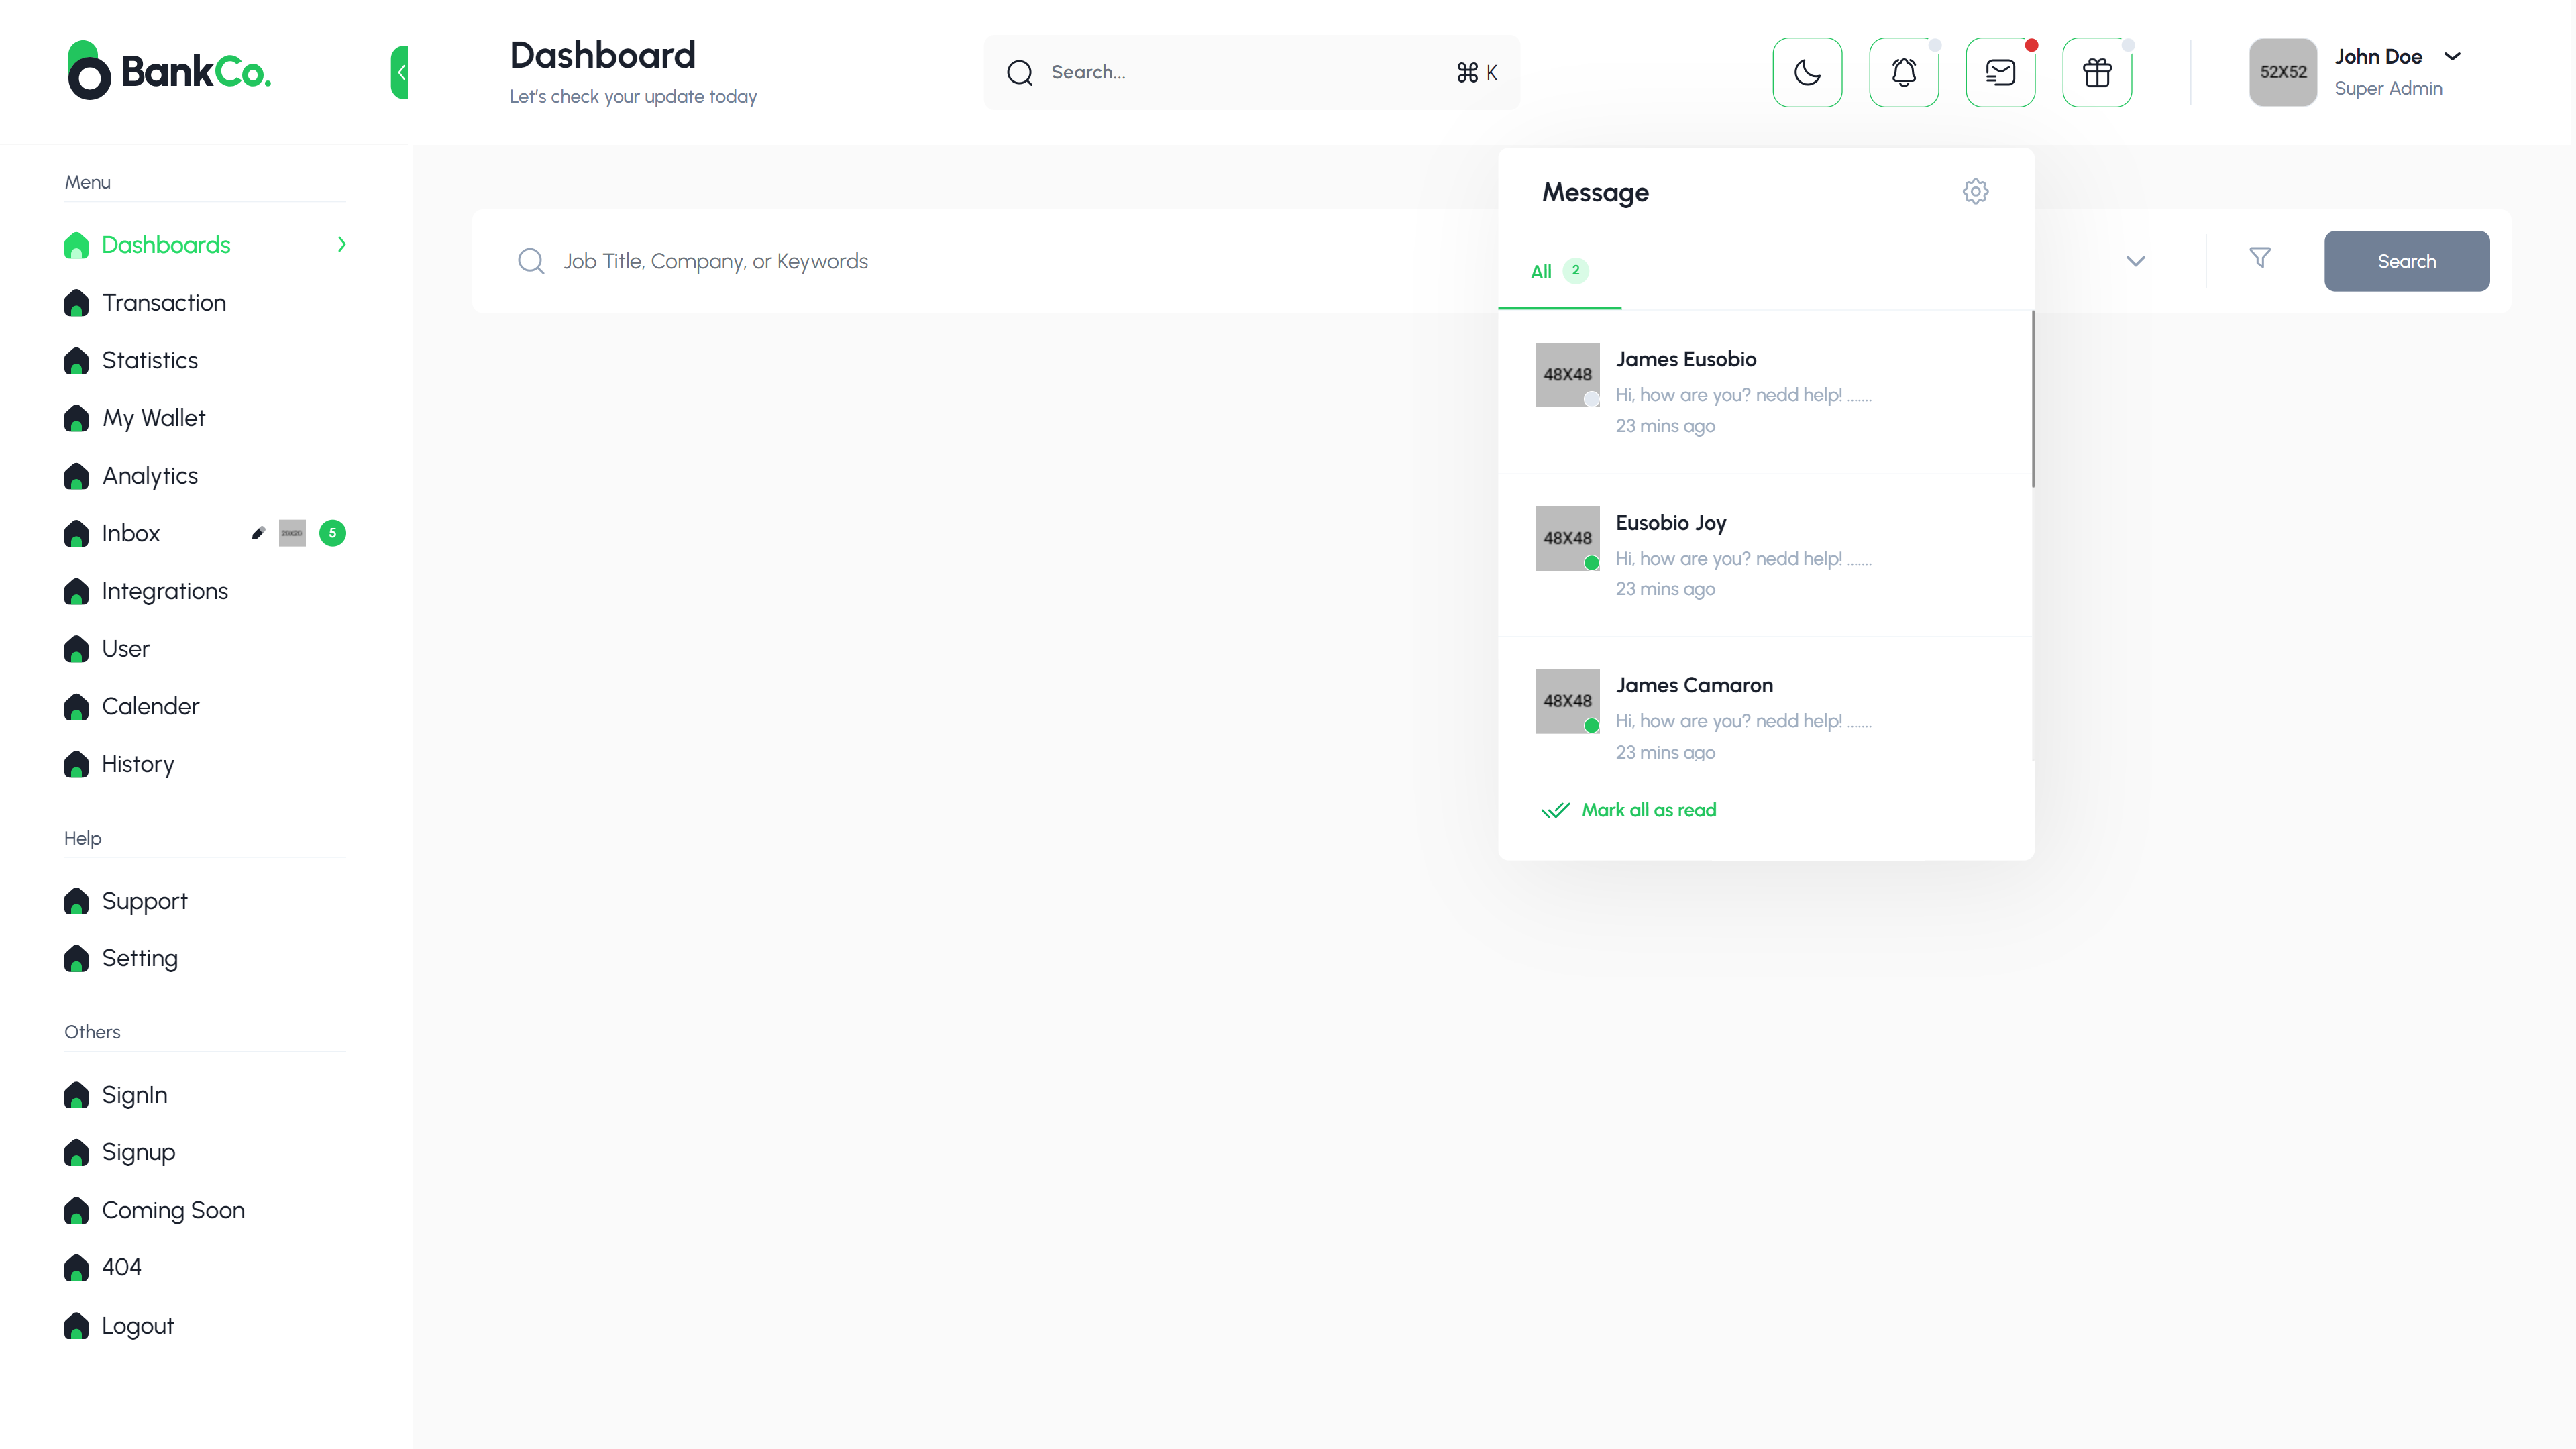 BankCo.
Dashboard
Let's check your update today
Search...
⌘ K
52X52
John Doe
Super Admin
Menu
Dashboards
Transaction
Statistics
My Wallet
Analytics
Inbox
5
Integrations
User
Calender
History
Help
Support
Setting
Others
SignIn
Signup
Coming Soon
404
Logout
Job Title, Company, or Keywords
Search
Message
All 2
48X48
James Eusobio
Hi, how are you? nedd help! .......
23 mins ago
48X48
Eusobio Joy
Hi, how are you? nedd help! .......
23 mins ago
48X48
James Camaron
Hi, how are you? nedd help! .......
23 mins ago
Mark all as read